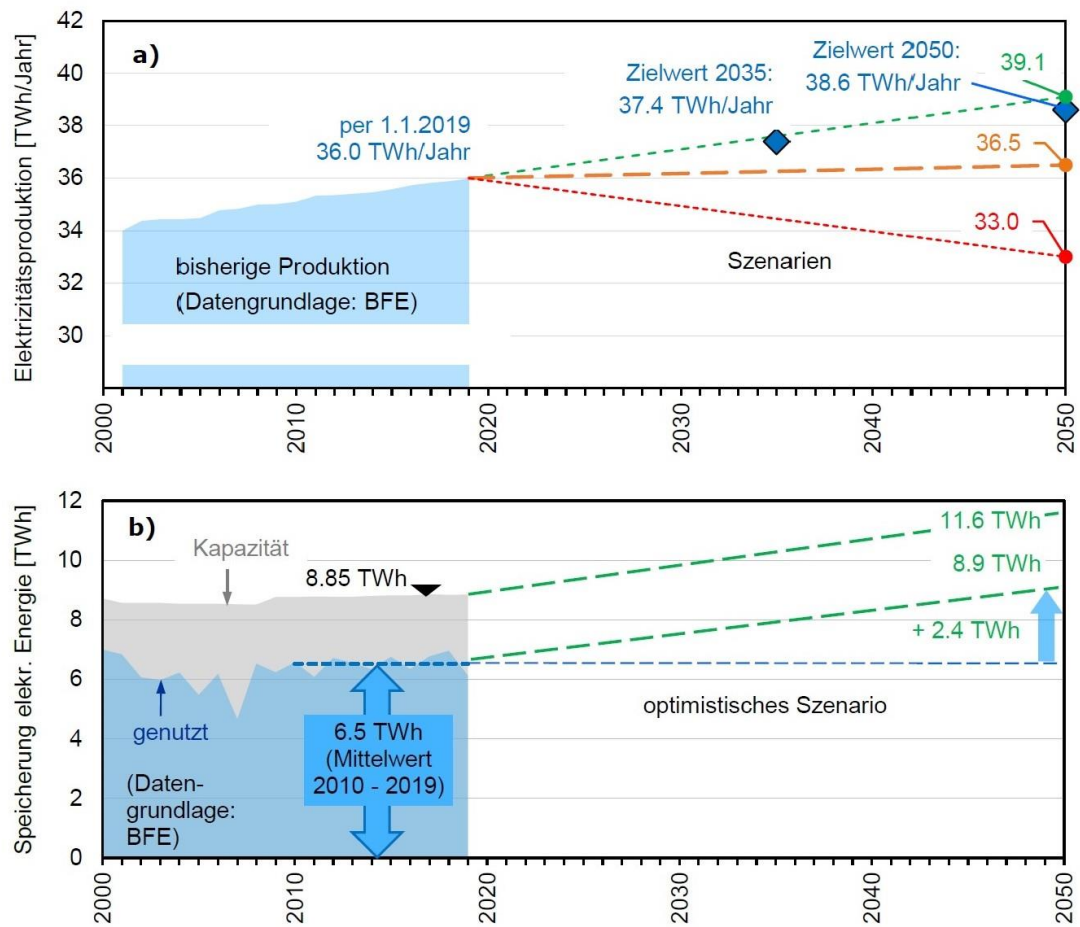 Elektrizitätsproduktion [TWh/Jahr]
42
40
38
36
34
32
30
a)
per 1.1.2019
36.0 TWh/Jahr
Zielwert 2035:
37.4 TWh/Jahr
Zielwert 2050:
38.6 TWh/Jahr
39.1
36.5
33.0
bisherige Produktion
(Datengrundlage: BFE)
Szenarien
2000
2010
2020
2030
2040
2050
Speicherung elekr. Energie [TWh]
12
10
8
6
4
2
0
b)
Kapazität
8.85 TWh
11.6 TWh
8.9 TWh
+ 2.4 TWh
genutzt
6.5 TWh
(Mittelwert
2010 - 2019)
optimistisches Szenario
(Daten-
grundlage:
BFE)
2000
2010
2020
2030
2040
2050